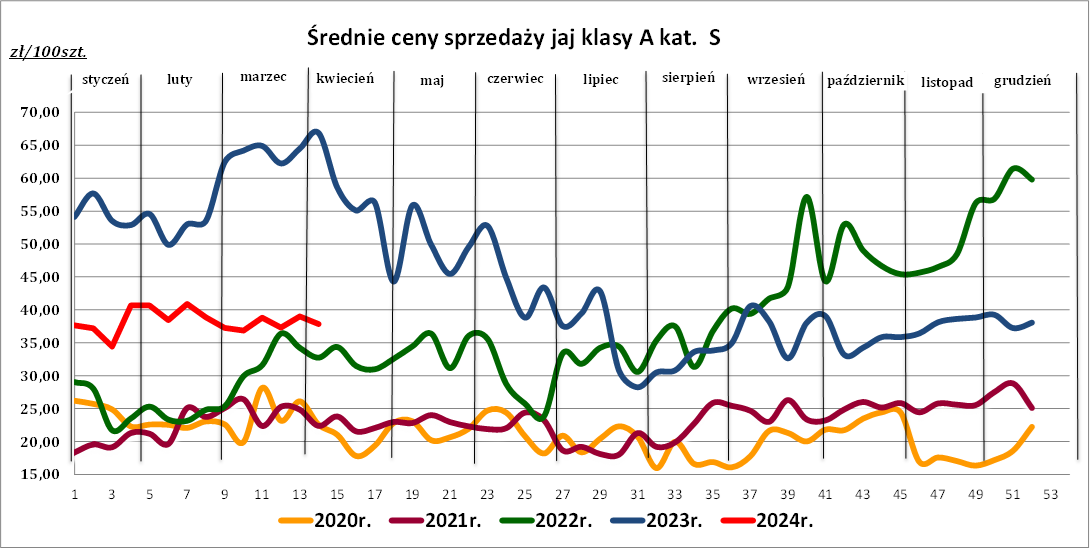 Średnie ceny sprzedaży jaj klasy A kat. S
zł/100szt.
styczeń luty marzec kwiecień maj czerwiec lipiec sierpień wrzesień październik listopad grudzień
70,00
65,00
60,00
55,00
50,00
45,00
40,00
35,00
30,00
25,00
20,00
15,00
1 3 5 7 9 11 13 15 17 19 21 23 25 27 29 31 33 35 37 39 41 43 45 47 49 51 53
2020r. 2021r. 2022r. 2023r. 2024r.